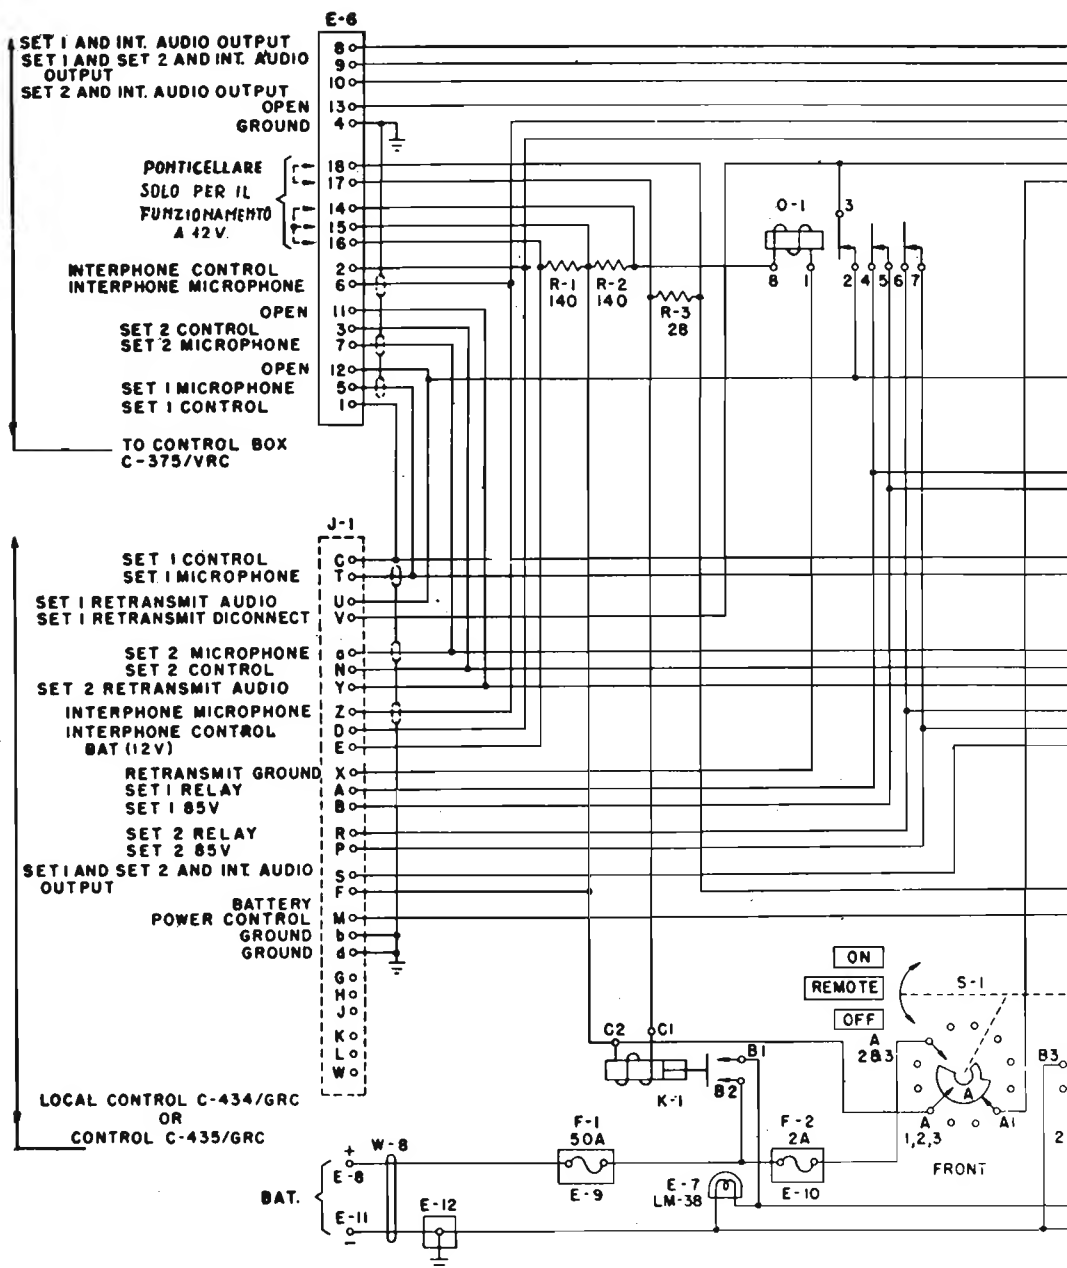 E-6
SET 1 AND INT. AUDIO OUTPUT
8
SET 1 AND SET 2 AND INT. AUDIO
OUTPUT
9
SET 2 AND INT. AUDIO OUTPUT
10
OPEN
13
GROUND
4
PONTICELLARE
SOLO PER IL
FUNZIONAMENTO
A 12 V.
18
17
14
15
16
INTERPHONE CONTROL
2
INTERPHONE MICROPHONE
6
OPEN
11
SET 2 CONTROL
3
SET 2 MICROPHONE
7
OPEN
12
SET 1 MICROPHONE
5
SET 1 CONTROL
1
TO CONTROL BOX
C-375/VRC
R-1
140
R-2
140
R-3
28
O-1
3
8
1
2
4
5
6
7
J-1
SET 1 CONTROL
C
SET 1 MICROPHONE
T
SET 1 RETRANSMIT AUDIO
U
SET 1 RETRANSMIT DICONNECT
V
SET 2 MICROPHONE
a
SET 2 CONTROL
N
SET 2 RETRANSMIT AUDIO
Y
INTERPHONE MICROPHONE
Z
INTERPHONE CONTROL
D
BAT (12V)
E
RETRANSMIT GROUND
X
SET 1 RELAY
A
SET 1 85V
B
SET 2 RELAY
R
SET 2 85V
P
SET 1 AND SET 2 AND INT. AUDIO
OUTPUT
S
F
BATTERY
POWER CONTROL
M
GROUND
b
GROUND
d
G
H
J
K
L
W
LOCAL CONTROL C-434/GRC
OR
CONTROL C-435/GRC
C2
C1
K-1
B1
B2
ON
REMOTE
OFF
S-1
A
2&3
A
A
1,2,3
A1
FRONT
B3
2
BAT.
+
E-8
W-8
E-11
−
E-12
F-1
50A
E-9
F-2
2A
E-10
E-7
LM-38